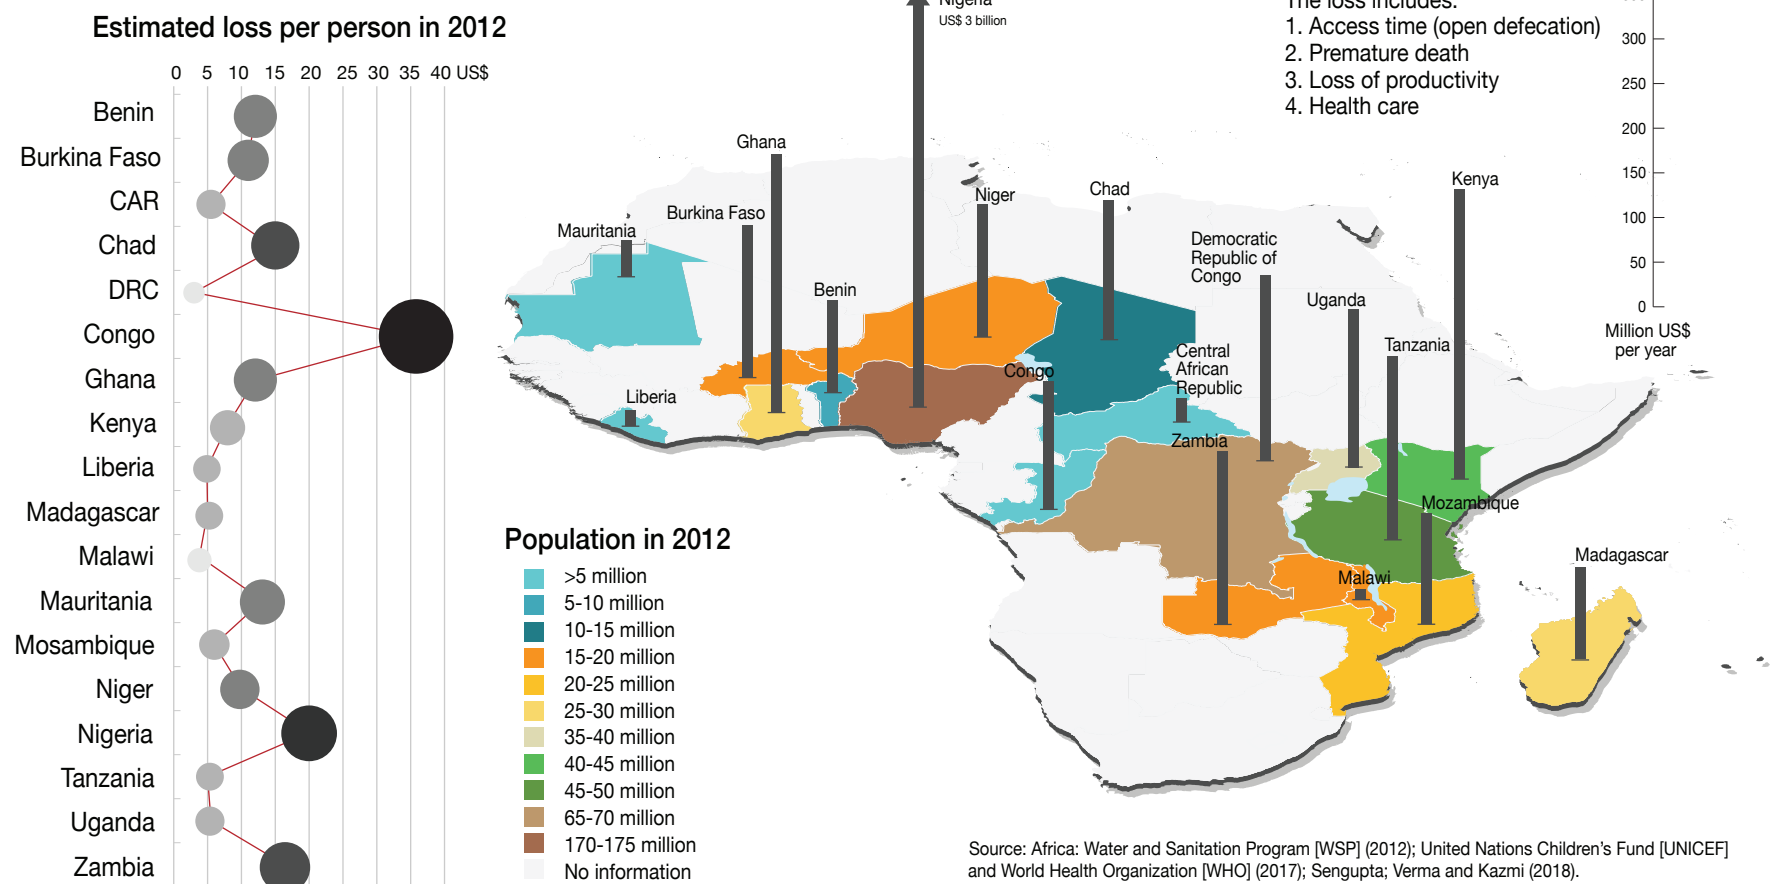 Estimated loss per person in 2012
0 5 10 15 20 25 30 35 40 US$
Benin
Burkina Faso
CAR
Chad
DRC
Congo
Ghana
Kenya
Liberia
Madagascar
Malawi
Mauritania
Mosambique
Niger
Nigeria
Tanzania
Uganda
Zambia
Nigeria
US$ 3 billion
Ghana
Burkina Faso
Mauritania
Benin
Liberia
Niger
Chad
Democratic
Republic of
Congo
Uganda
Kenya
Tanzania
Central
African
Republic
Congo
Zambia
Mozambique
Malawi
Madagascar
The loss includes:
1. Access time (open defecation)
2. Premature death
3. Loss of productivity
4. Health care
300
250
200
150
100
50
0
Million US$
per year
Population in 2012
>5 million
5-10 million
10-15 million
15-20 million
20-25 million
25-30 million
35-40 million
40-45 million
45-50 million
65-70 million
170-175 million
No information
Source: Africa: Water and Sanitation Program [WSP] (2012); United Nations Children's Fund [UNICEF]
and World Health Organization [WHO] (2017); Sengupta; Verma and Kazmi (2018).